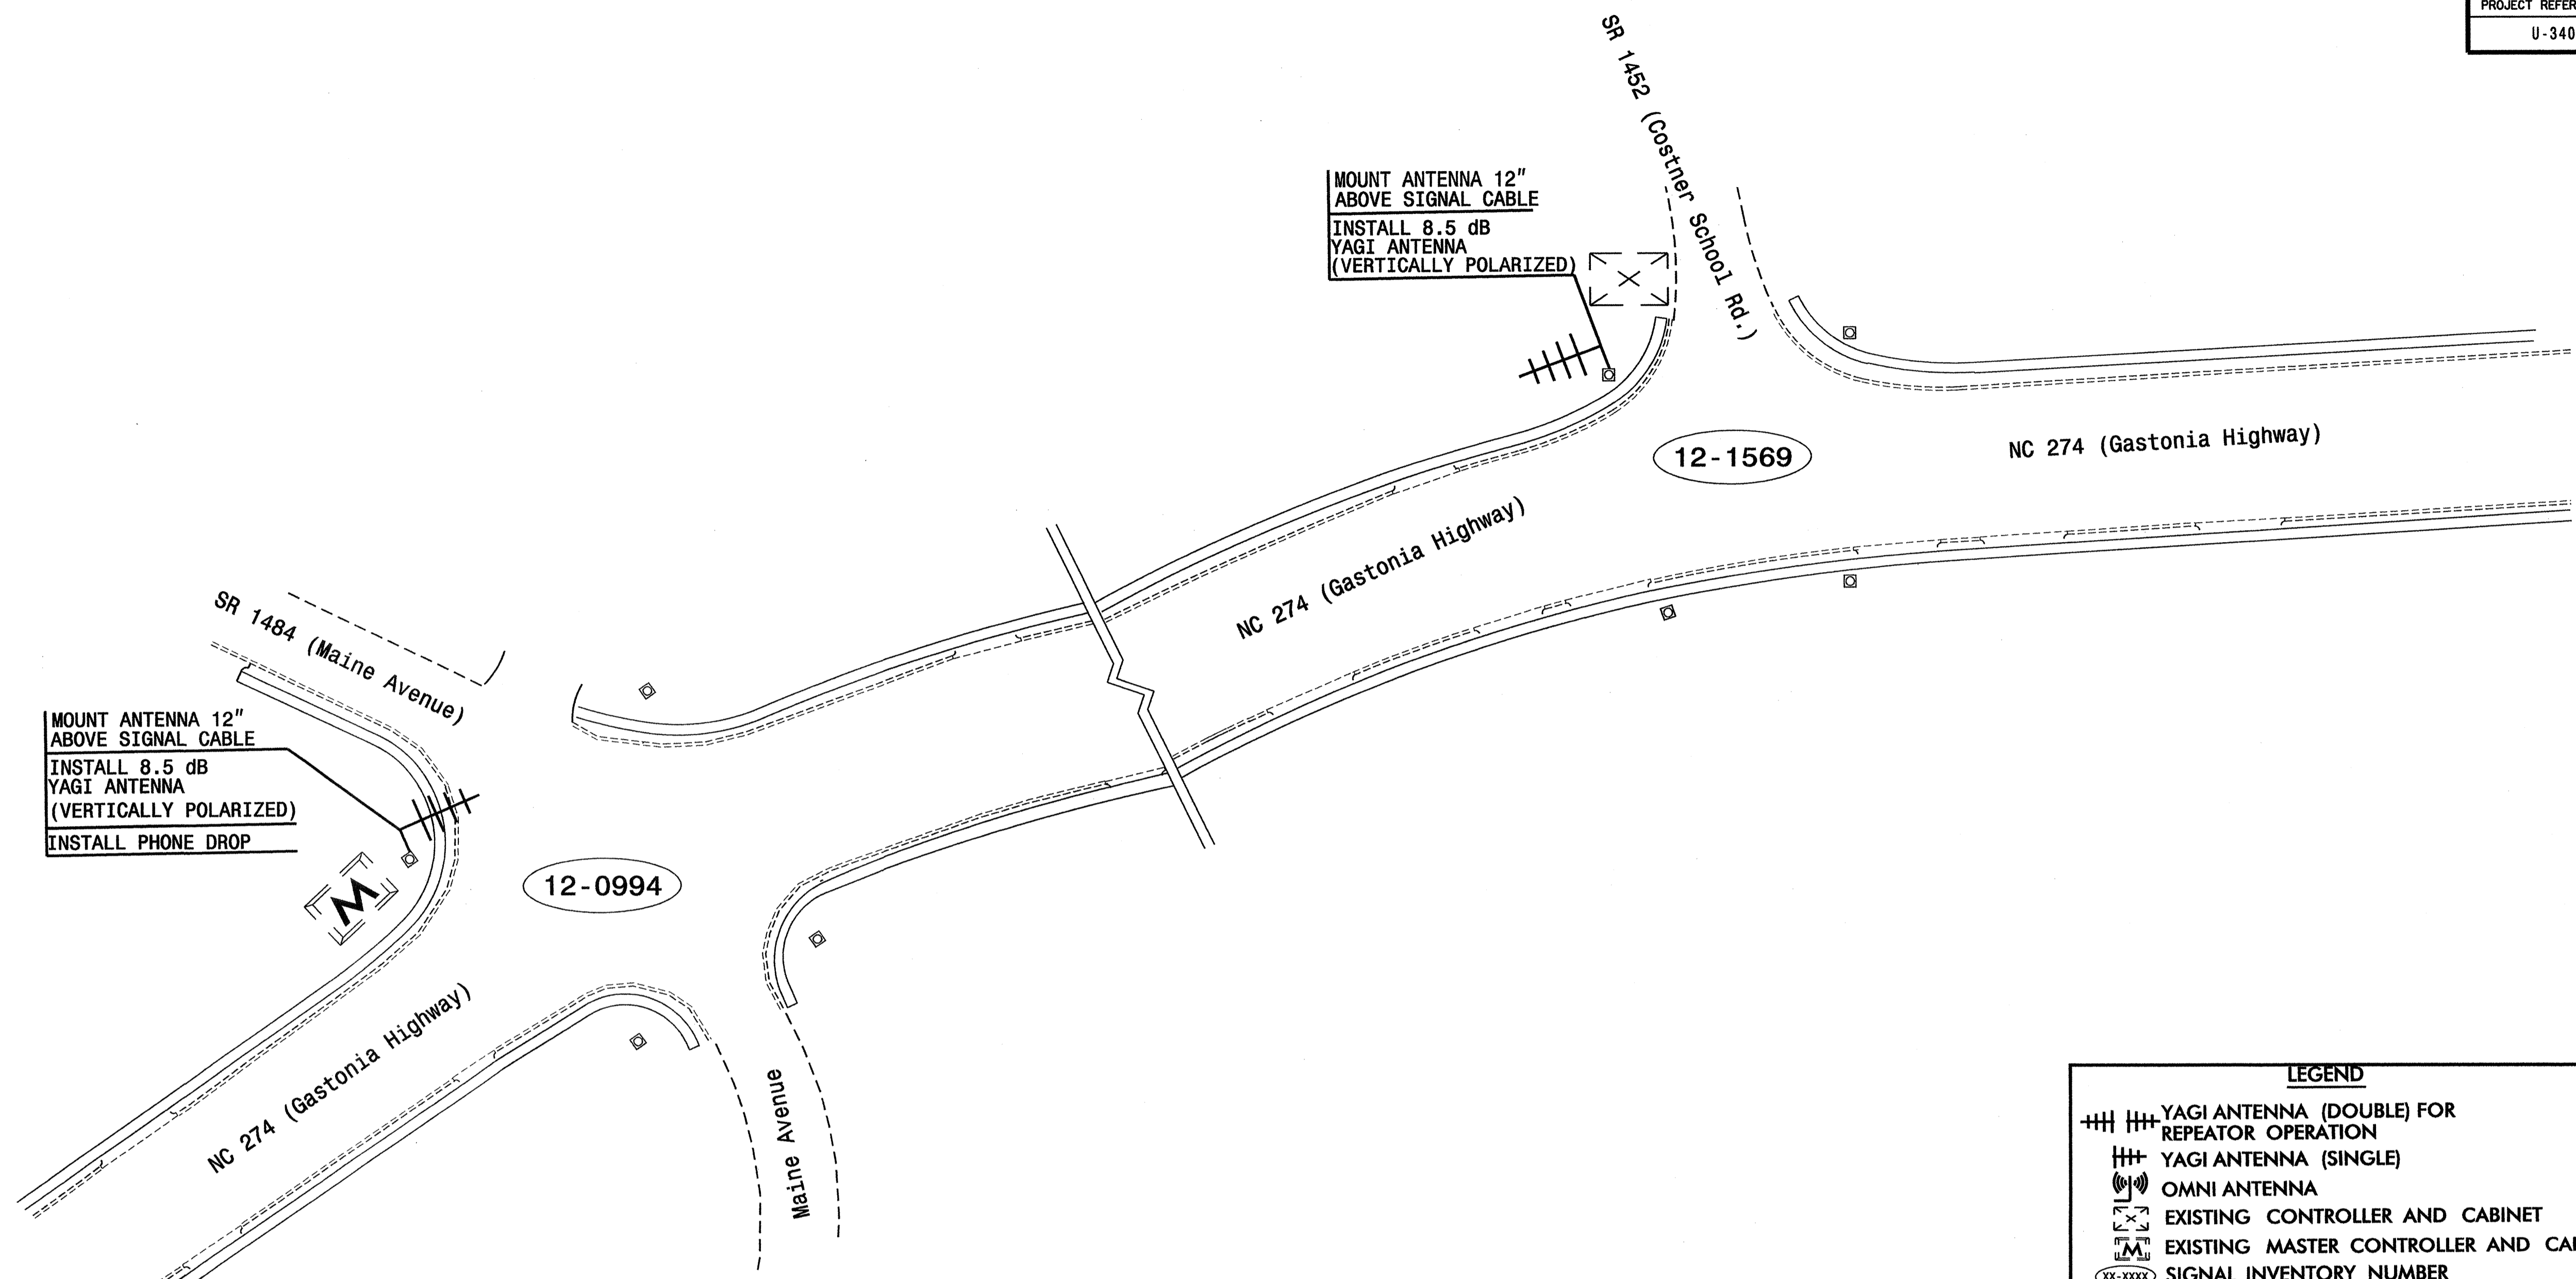 PROJECT REFER
U-340
SR 1452 (Costner School Rd.)
MOUNT ANTENNA 12"
ABOVE SIGNAL CABLE
INSTALL 8.5 dB
YAGI ANTENNA
(VERTICALLY POLARIZED)
12-1569
NC 274 (Gastonia Highway)
NC 274 (Gastonia Highway)
SR 1484 (Maine Avenue)
MOUNT ANTENNA 12"
ABOVE SIGNAL CABLE
INSTALL 8.5 dB
YAGI ANTENNA
(VERTICALLY POLARIZED)
INSTALL PHONE DROP
M
12-0994
NC 274 (Gastonia Highway)
Maine Avenue
LEGEND
YAGI ANTENNA (DOUBLE) FOR
REPEATOR OPERATION
YAGI ANTENNA (SINGLE)
OMNI ANTENNA
EXISTING CONTROLLER AND CABINET
M EXISTING MASTER CONTROLLER AND CA
XX-XXXX SIGNAL INVENTORY NUMBER